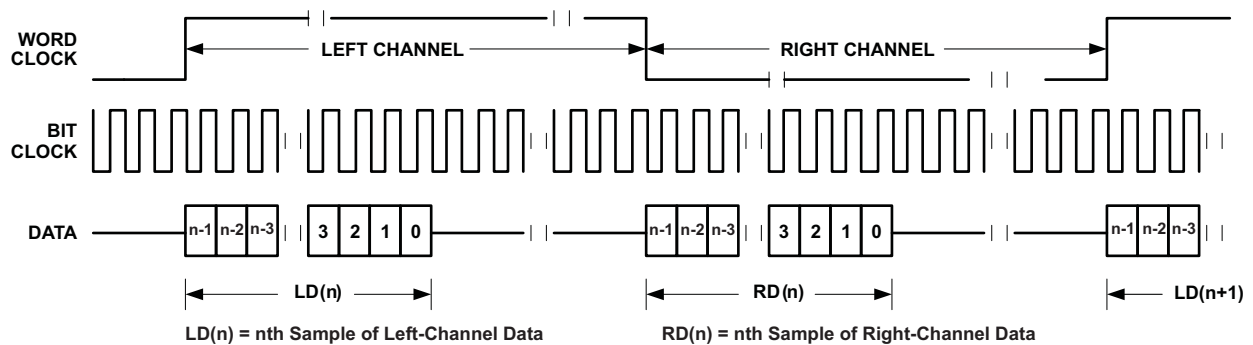 WORD
CLOCK
LEFT CHANNEL
RIGHT CHANNEL
BIT
CLOCK
DATA
n-1 n-2 n-3 3 2 1 0 n-1 n-2 n-3 3 2 1 0 n-1 n-2 n-3
LD(n) RD(n) LD(n+1)
LD(n) = nth Sample of Left-Channel Data
RD(n) = nth Sample of Right-Channel Data